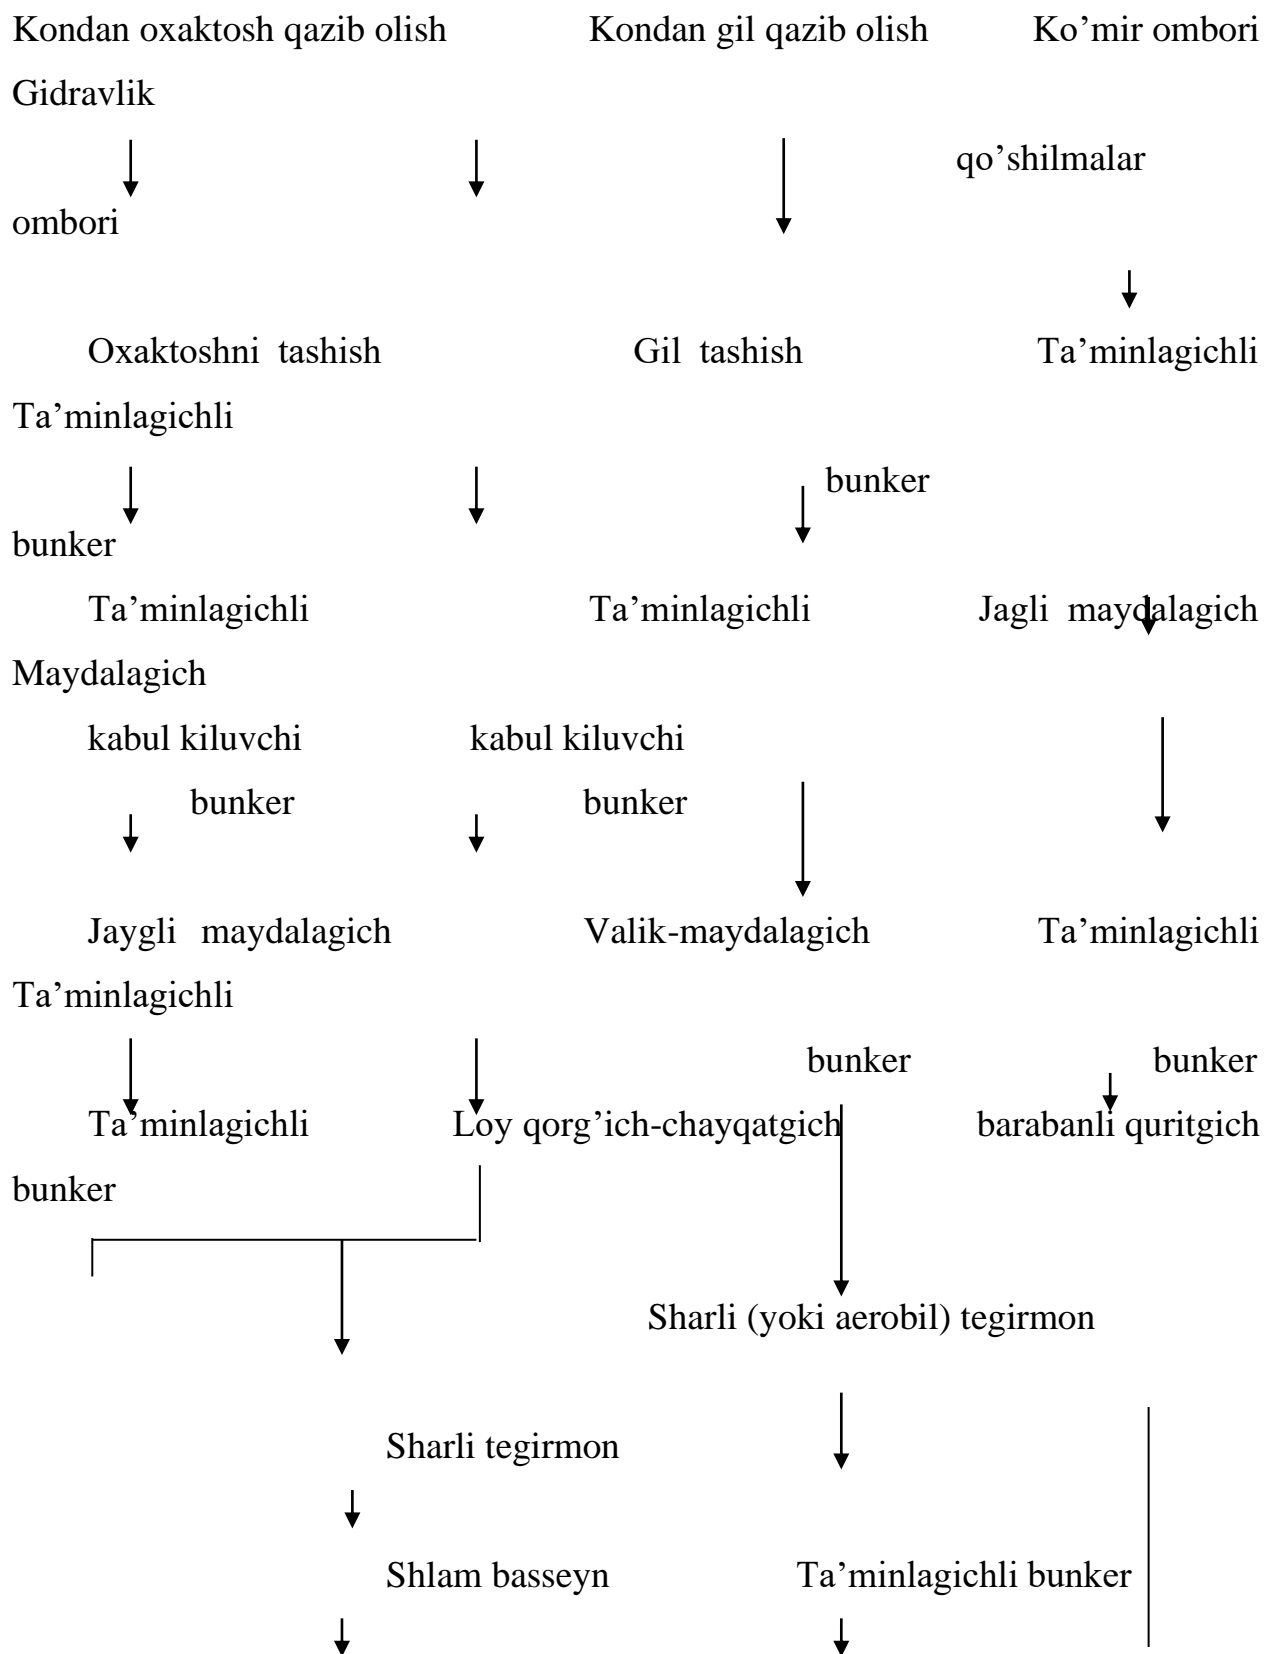 Kondan oxaktosh qazib olish Kondan gil qazib olish Ko’mir ombori
Gidravlik
qo’shilmalar
ombori
Oxaktoshni tashish Gil tashish Ta’minlagichli
Ta’minlagichli
bunker
bunker
Ta’minlagichli Ta’minlagichli Jagli maydalagich
Maydalagich
kabul kiluvchi kabul kiluvchi
bunker bunker
Jaygli maydalagich Valik-maydalagich Ta’minlagichli
Ta’minlagichli
bunker bunker
Ta’minlagichli Loy qorg’ich-chayqatgich barabanli quritgich
bunker
Sharli (yoki aerobil) tegirmon
Sharli tegirmon
Shlam basseyn Ta’minlagichli bunker